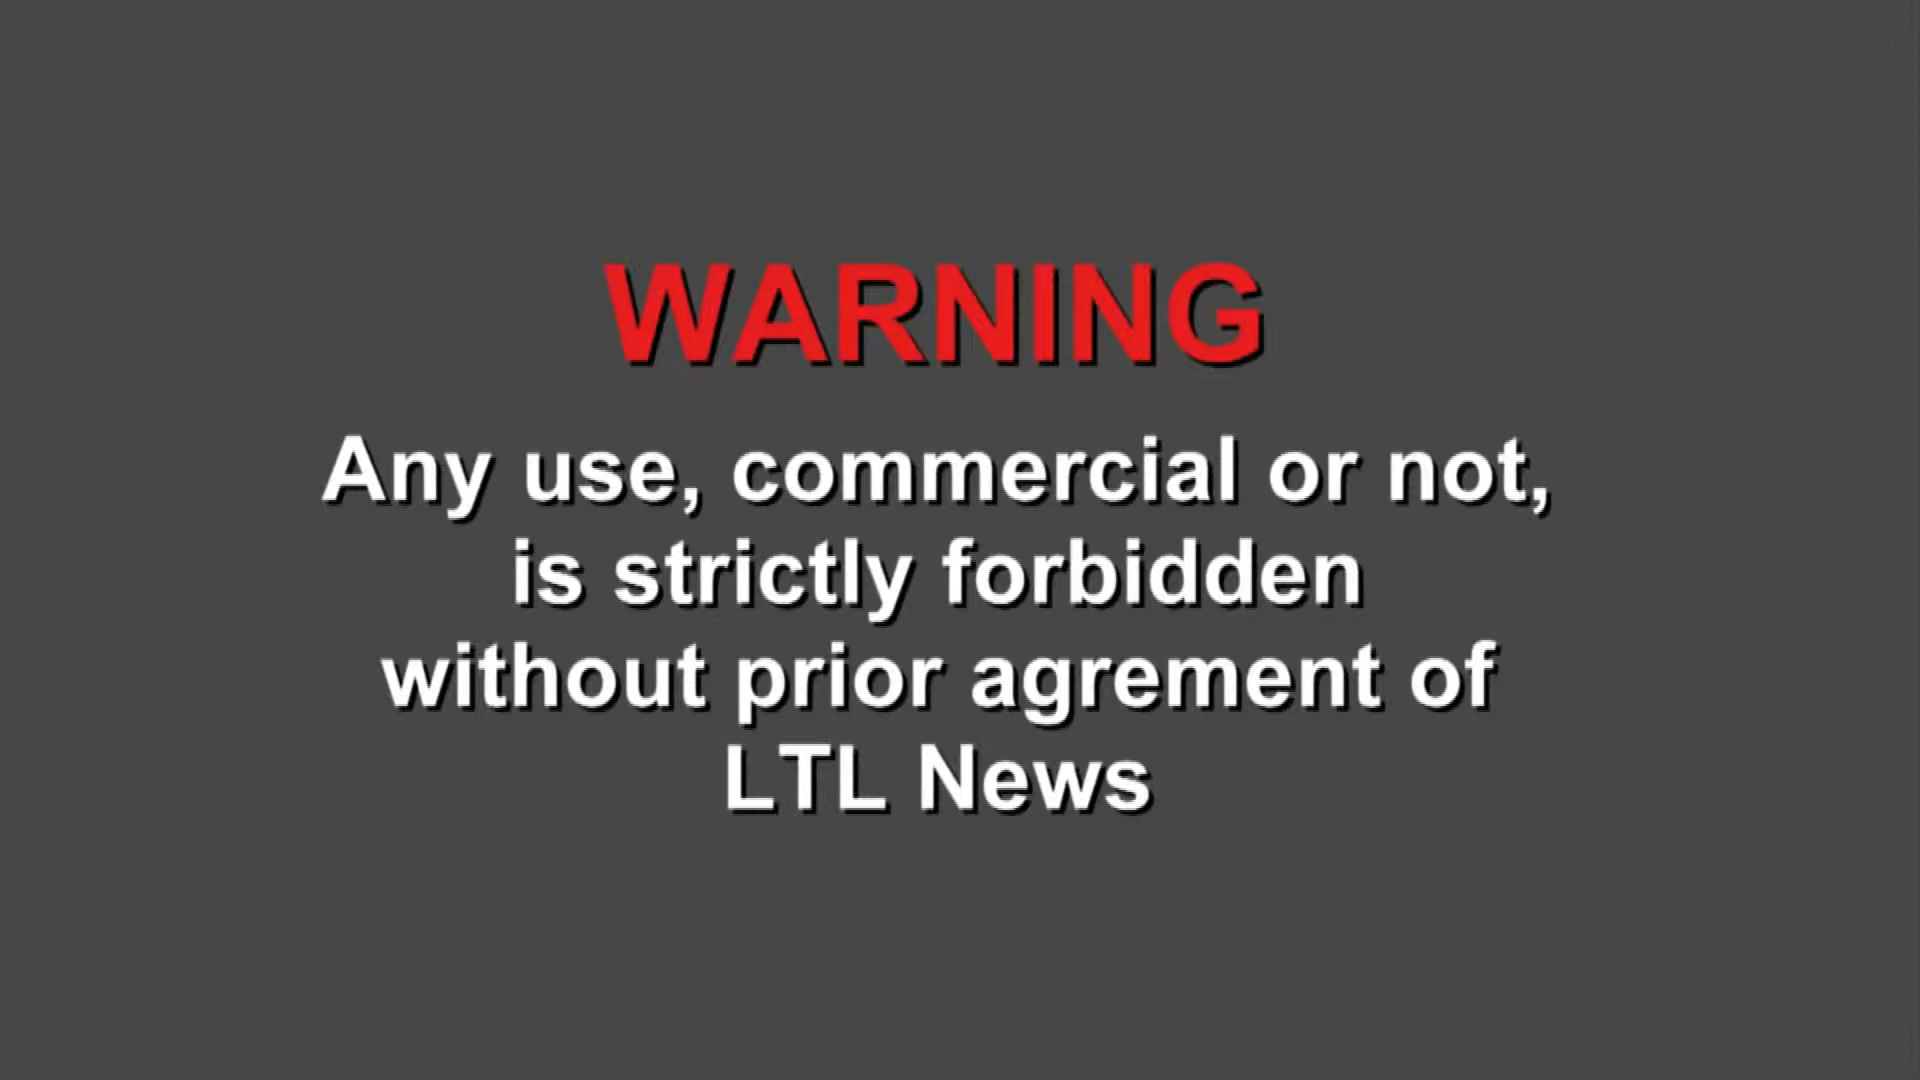 WARNING
Any use, commercial or not,
is strictly forbidden
without prior agrement of
LTL News